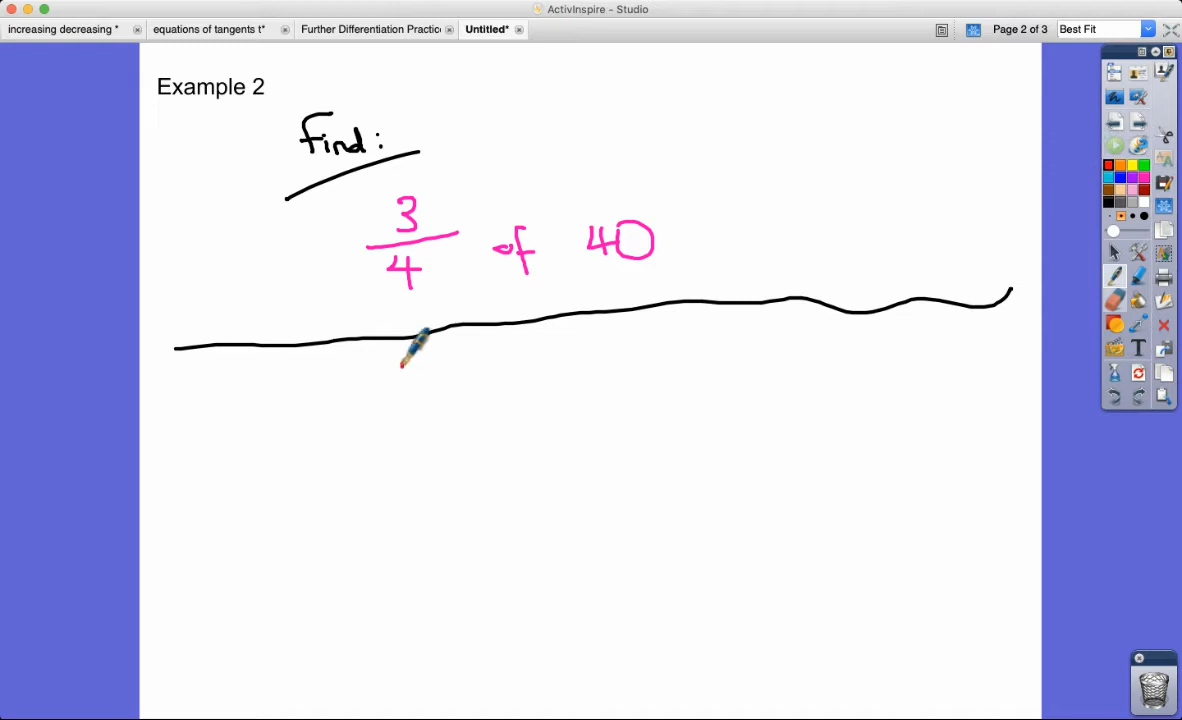 ActivInspire - Studio
increasing decreasing * equations of tangents t* Further Differentiation Practic Untitled* Page 2 of 3 Best Fit
Example 2
Find:
3
4 of 40